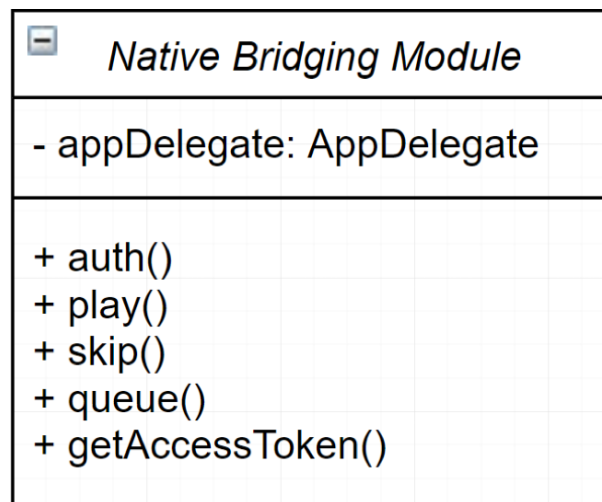 Native Bridging Module
- appDelegate: AppDelegate
+ auth()
+ play()
+ skip()
+ queue()
+ getAccessToken()